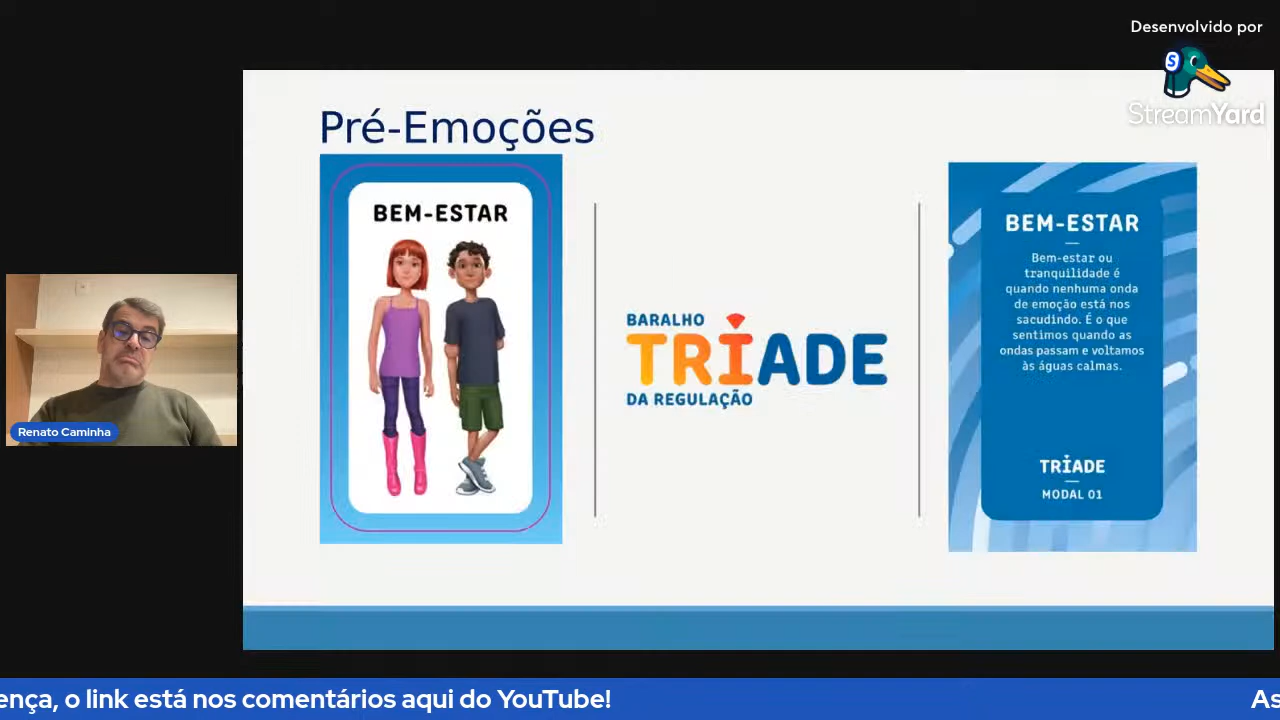 Desenvolvido por
StreamYard
Pré-Emoções
BEM-ESTAR
BARALHO
TRIADE
DA REGULAÇÃO
BEM-ESTAR
Bem-estar ou
tranquilidade é
quando nenhuma onda
de emoção está nos
sacudindo. É o que
sentimos quando as
ondas passam e voltamos
às águas calmas.
TRIADE
MODAL 01
Renato Caminha
ença, o link está nos comentários aqui do YouTube!
As